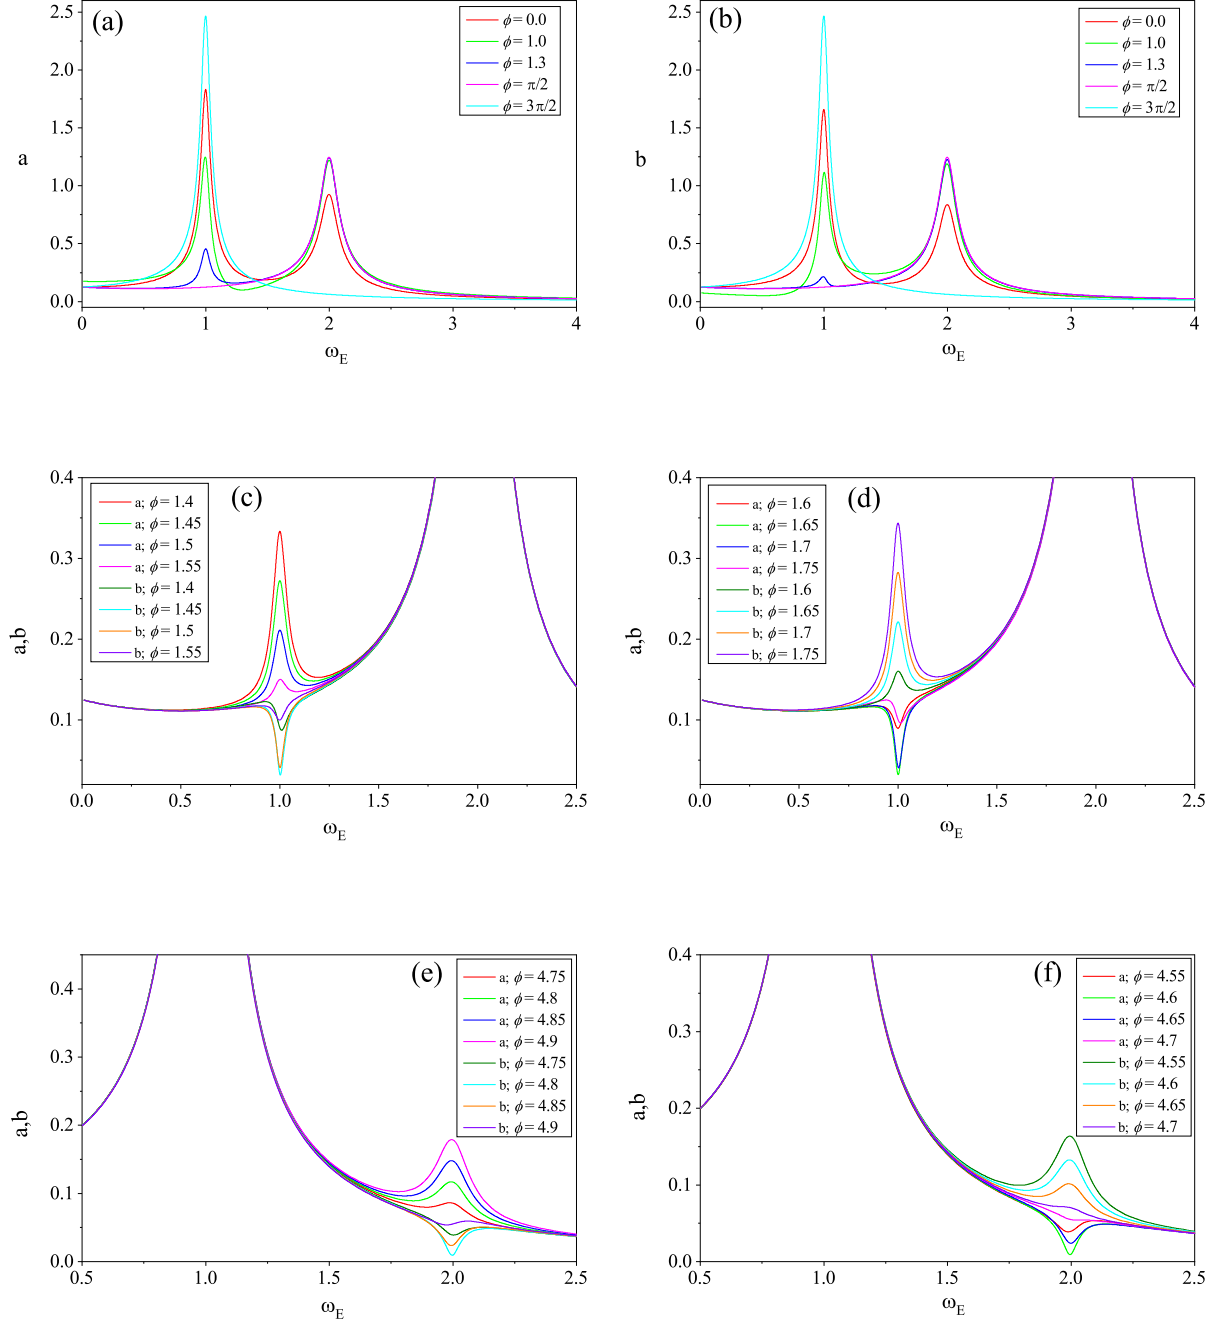 (a)
ϕ = 0.0
ϕ = 1.0
ϕ = 1.3
ϕ = π/2
ϕ = 3π/2
2.5
2.0
1.5
1.0
0.5
0.0
a
0 1 2 3 4
ω_E
(b)
ϕ = 0.0
ϕ = 1.0
ϕ = 1.3
ϕ = π/2
ϕ = 3π/2
2.5
2.0
1.5
1.0
0.5
0.0
b
0 1 2 3 4
ω_E
(c)
a; ϕ = 1.4
a; ϕ = 1.45
a; ϕ = 1.5
a; ϕ = 1.55
b; ϕ = 1.4
b; ϕ = 1.45
b; ϕ = 1.5
b; ϕ = 1.55
0.4
0.3
0.2
0.1
a,b
0.0 0.5 1.0 1.5 2.0 2.5
ω_E
(d)
a; ϕ = 1.6
a; ϕ = 1.65
a; ϕ = 1.7
a; ϕ = 1.75
b; ϕ = 1.6
b; ϕ = 1.65
b; ϕ = 1.7
b; ϕ = 1.75
0.4
0.3
0.2
0.1
a,b
0.0 0.5 1.0 1.5 2.0 2.5
ω_E
(e)
a; ϕ = 4.75
a; ϕ = 4.8
a; ϕ = 4.85
a; ϕ = 4.9
b; ϕ = 4.75
b; ϕ = 4.8
b; ϕ = 4.85
b; ϕ = 4.9
0.4
0.3
0.2
0.1
0.0
a,b
0.5 1.0 1.5 2.0 2.5
ω_E
(f)
a; ϕ = 4.55
a; ϕ = 4.6
a; ϕ = 4.65
a; ϕ = 4.7
b; ϕ = 4.55
b; ϕ = 4.6
b; ϕ = 4.65
b; ϕ = 4.7
0.4
0.3
0.2
0.1
0.0
a,b
0.5 1.0 1.5 2.0 2.5
ω_E